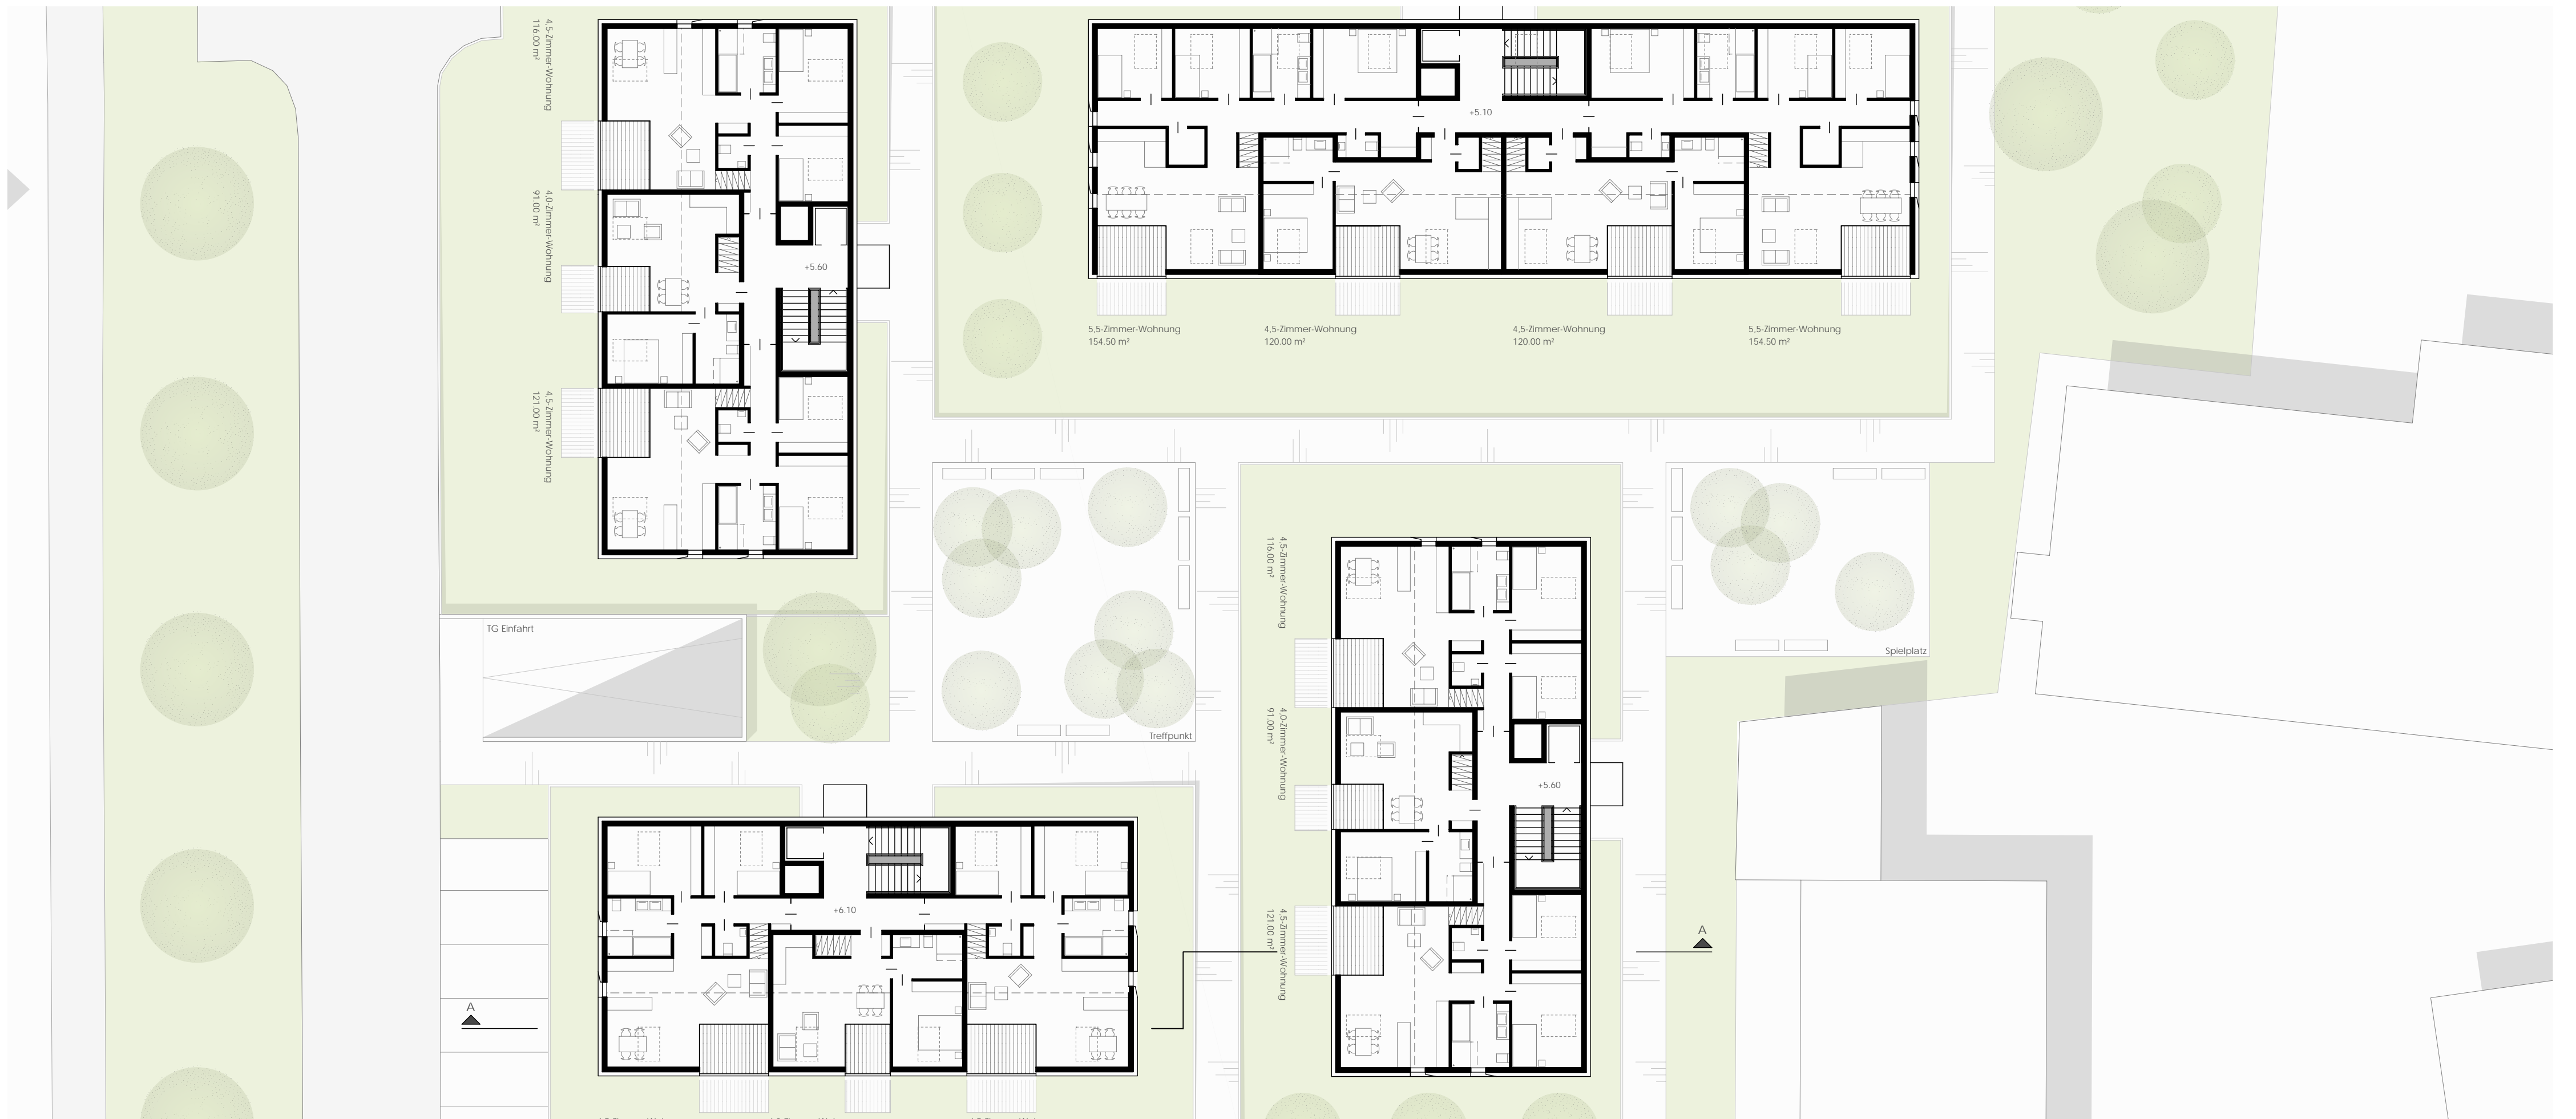 4,5-Zimmer-Wohnung
116.00 m²
4,0-Zimmer-Wohnung
91.00 m²
4,5-Zimmer-Wohnung
121.00 m²
+5.60
+5.10
5,5-Zimmer-Wohnung
154.50 m²
4,5-Zimmer-Wohnung
120.00 m²
4,5-Zimmer-Wohnung
120.00 m²
5,5-Zimmer-Wohnung
154.50 m²
TG Einfahrt
Treffpunkt
Spielplatz
4,5-Zimmer-Wohnung
116.00 m²
4,0-Zimmer-Wohnung
91.00 m²
4,5-Zimmer-Wohnung
121.00 m²
+5.60
+6.10
A
A